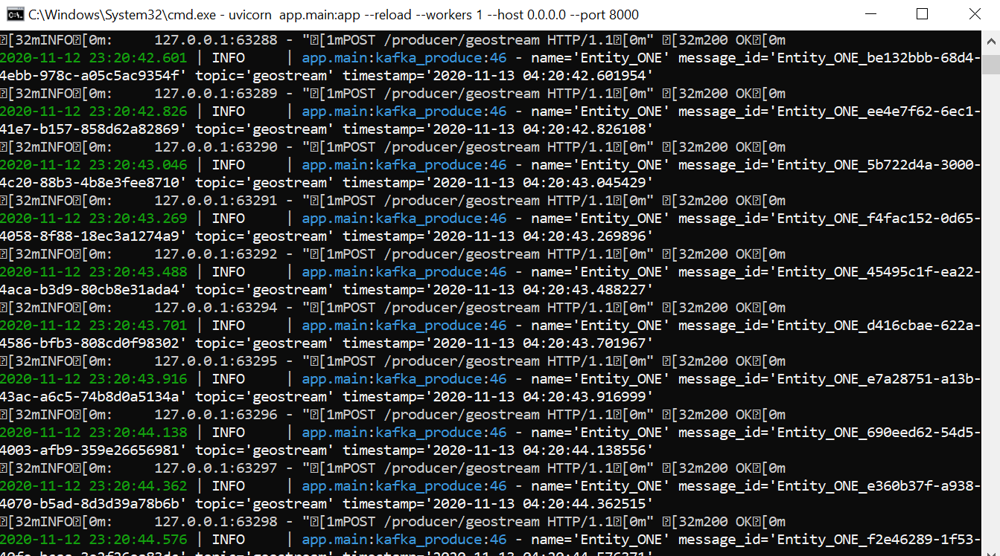 C:\Windows\System32\cmd.exe - uvicorn app.main:app --reload --workers 1 --host 0.0.0.0 --port 8000
[32mINFO[0m: 127.0.0.1:63288 - "[1mPOST /producer/geostream HTTP/1.1[0m" [32m200 OK[0m
2020-11-12 23:20:42.601 | INFO | app.main:kafka_produce:46 - name='Entity_ONE' message_id='Entity_ONE_be132bbb-68d4-
4ebb-978c-a05c5ac9354f' topic='geostream' timestamp='2020-11-13 04:20:42.601954'
[32mINFO[0m: 127.0.0.1:63289 - "[1mPOST /producer/geostream HTTP/1.1[0m" [32m200 OK[0m
2020-11-12 23:20:42.826 | INFO | app.main:kafka_produce:46 - name='Entity_ONE' message_id='Entity_ONE_ee4e7f62-6ec1-
41e7-b157-858d62a82869' topic='geostream' timestamp='2020-11-13 04:20:42.826108'
[32mINFO[0m: 127.0.0.1:63290 - "[1mPOST /producer/geostream HTTP/1.1[0m" [32m200 OK[0m
2020-11-12 23:20:43.046 | INFO | app.main:kafka_produce:46 - name='Entity_ONE' message_id='Entity_ONE_5b722d4a-3000-
4c20-88b3-4b8e3fee8710' topic='geostream' timestamp='2020-11-13 04:20:43.045429'
[32mINFO[0m: 127.0.0.1:63291 - "[1mPOST /producer/geostream HTTP/1.1[0m" [32m200 OK[0m
2020-11-12 23:20:43.269 | INFO | app.main:kafka_produce:46 - name='Entity_ONE' message_id='Entity_ONE_f4fac152-0d65-
4058-8f88-18ec3a1274a9' topic='geostream' timestamp='2020-11-13 04:20:43.269896'
[32mINFO[0m: 127.0.0.1:63292 - "[1mPOST /producer/geostream HTTP/1.1[0m" [32m200 OK[0m
2020-11-12 23:20:43.488 | INFO | app.main:kafka_produce:46 - name='Entity_ONE' message_id='Entity_ONE_45495c1f-ea22-
4aca-b3d9-80cb8e31ada4' topic='geostream' timestamp='2020-11-13 04:20:43.488227'
[32mINFO[0m: 127.0.0.1:63294 - "[1mPOST /producer/geostream HTTP/1.1[0m" [32m200 OK[0m
2020-11-12 23:20:43.701 | INFO | app.main:kafka_produce:46 - name='Entity_ONE' message_id='Entity_ONE_d416cbae-622a-
4586-bfb3-808cd0f98302' topic='geostream' timestamp='2020-11-13 04:20:43.701967'
[32mINFO[0m: 127.0.0.1:63295 - "[1mPOST /producer/geostream HTTP/1.1[0m" [32m200 OK[0m
2020-11-12 23:20:43.916 | INFO | app.main:kafka_produce:46 - name='Entity_ONE' message_id='Entity_ONE_e7a28751-a13b-
43ac-a6c5-74b8d0a5134a' topic='geostream' timestamp='2020-11-13 04:20:43.916999'
[32mINFO[0m: 127.0.0.1:63296 - "[1mPOST /producer/geostream HTTP/1.1[0m" [32m200 OK[0m
2020-11-12 23:20:44.138 | INFO | app.main:kafka_produce:46 - name='Entity_ONE' message_id='Entity_ONE_690eed62-54d5-
4003-afb9-359e26656981' topic='geostream' timestamp='2020-11-13 04:20:44.138556'
[32mINFO[0m: 127.0.0.1:63297 - "[1mPOST /producer/geostream HTTP/1.1[0m" [32m200 OK[0m
2020-11-12 23:20:44.362 | INFO | app.main:kafka_produce:46 - name='Entity_ONE' message_id='Entity_ONE_e360b37f-a938-
4070-b5ad-8d3d39a78b6b' topic='geostream' timestamp='2020-11-13 04:20:44.362515'
[32mINFO[0m: 127.0.0.1:63298 - "[1mPOST /producer/geostream HTTP/1.1[0m" [32m200 OK[0m
2020-11-12 23:20:44.576 | INFO | app.main:kafka_produce:46 - name='Entity_ONE' message_id='Entity_ONE_f2e46289-1f53-
topic='geostream' timestamp='2020-11-13